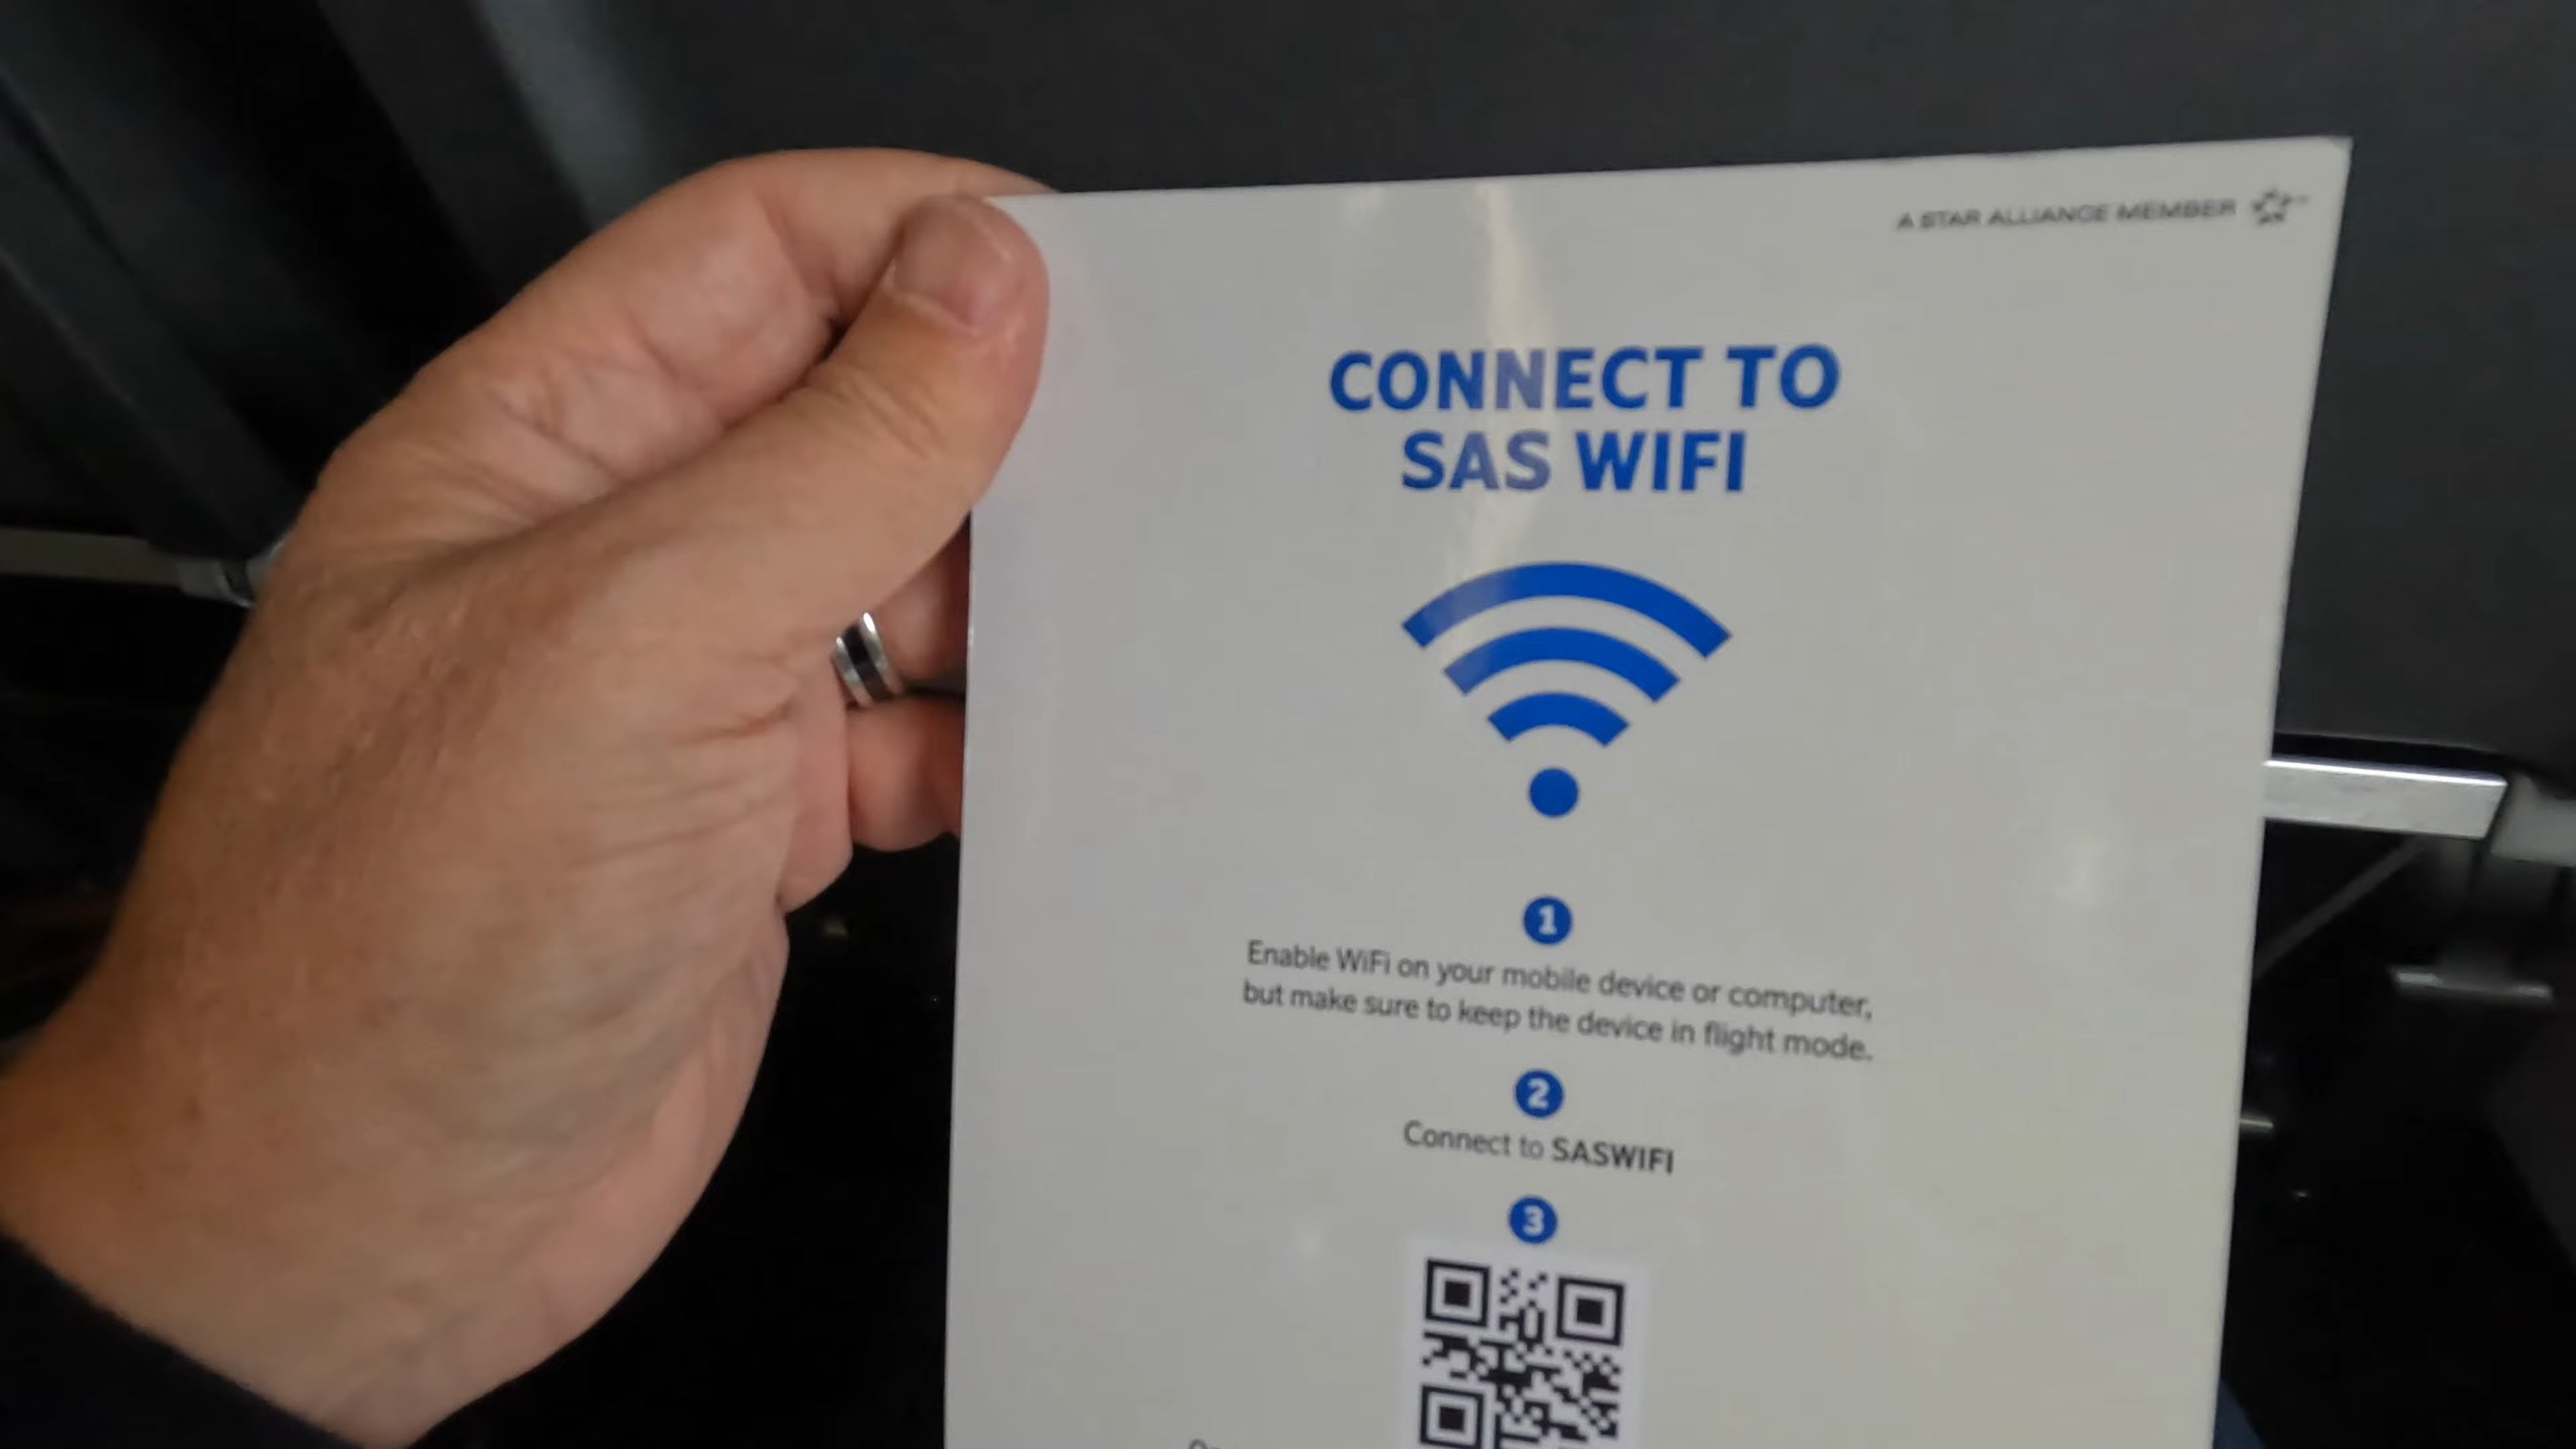 A STAR ALLIANCE MEMBER
CONNECT TO
SAS WIFI
1
Enable WiFi on your mobile device or computer,
but make sure to keep the device in flight mode.
2
Connect to SASWIFI
3